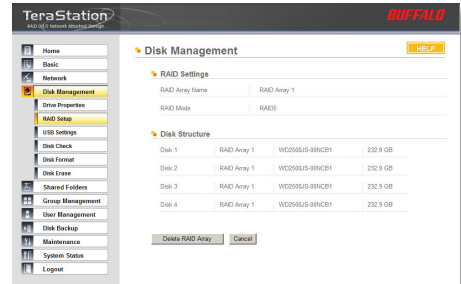 TeraStation
RAID 0/1/5 Network Attached Storage
BUFFALO
Home
Basic
Network
Disk Management
Drive Properties
RAID Setup
USB Settings
Disk Check
Disk Format
Disk Erase
Shared Folders
Group Management
User Management
Disk Backup
Maintenance
System Status
Logout
Disk Management
HELP
RAID Settings
RAID Array Name RAID Array 1
RAID Mode RAID5
Disk Structure
Disk 1 RAID Array 1 WD2500JS-00NCB1 232.9 GB
Disk 2 RAID Array 1 WD2500JS-00NCB1 232.9 GB
Disk 3 RAID Array 1 WD2500JS-00NCB1 232.9 GB
Disk 4 RAID Array 1 WD2500JS-00NCB1 232.9 GB
Delete RAID Array Cancel